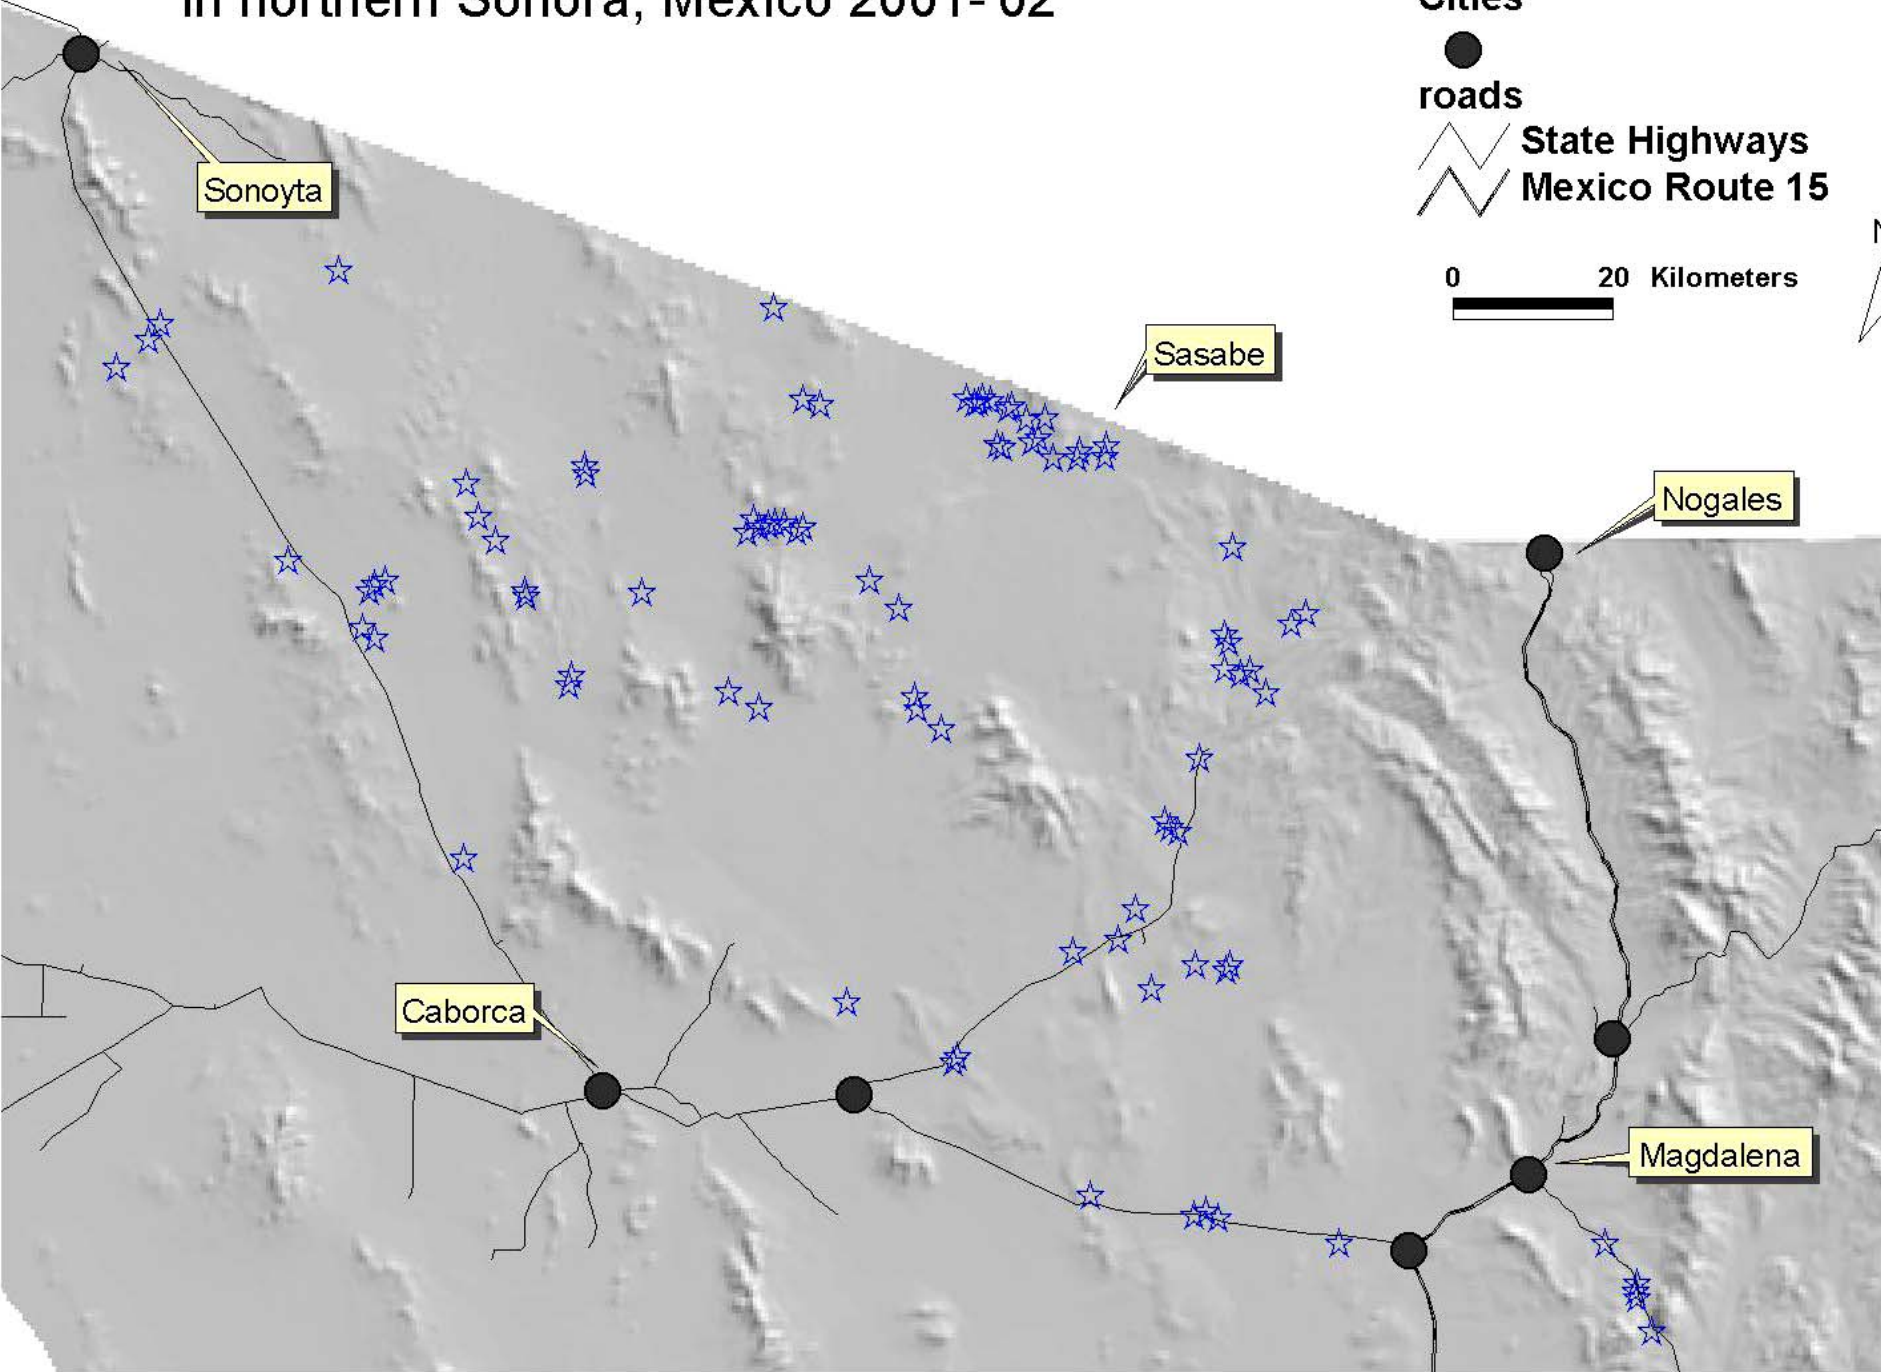 in northern Sonora, Mexico 2001-'02
Cities
roads
State Highways
Mexico Route 15
0 20 Kilometers
N
Sonoyta
Sasabe
Nogales
Caborca
Magdalena